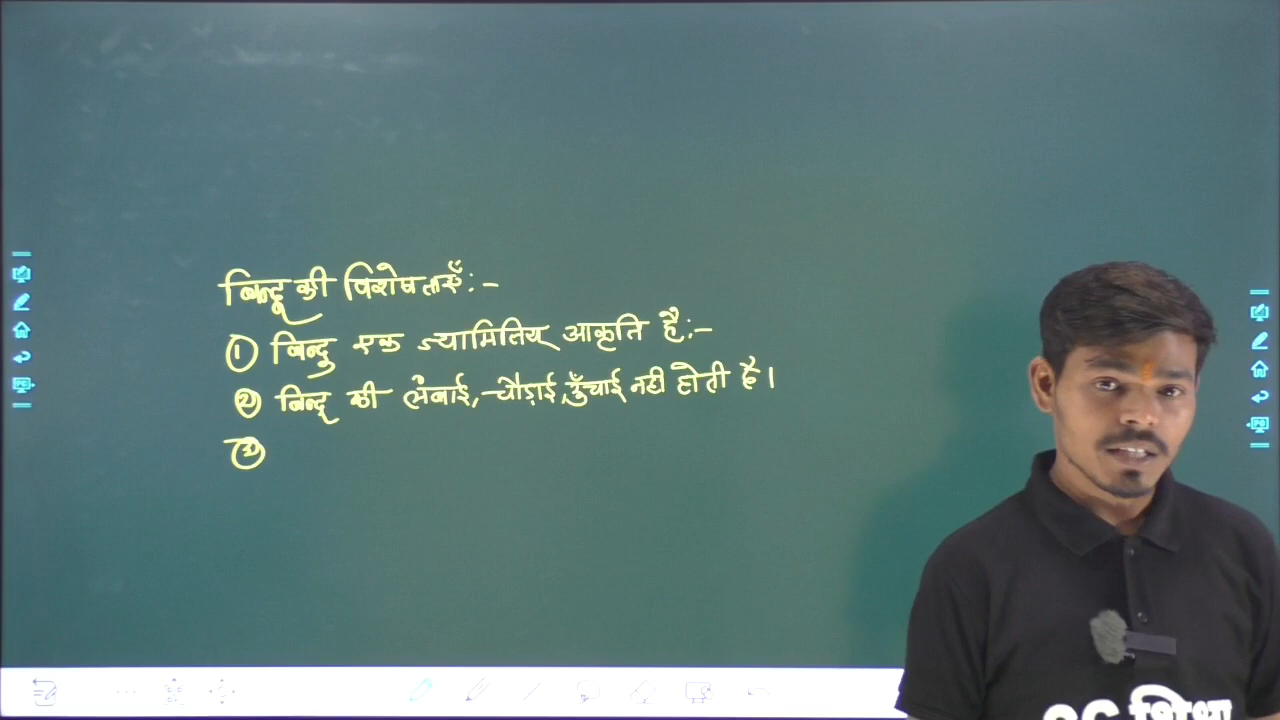 बिन्दू की विशेषताएँ:-
① बिन्दु एक ज्यामितिय आकृति है:-
② बिन्दू की लंबाई, चौड़ाई, ऊँचाई नही होती है।
③